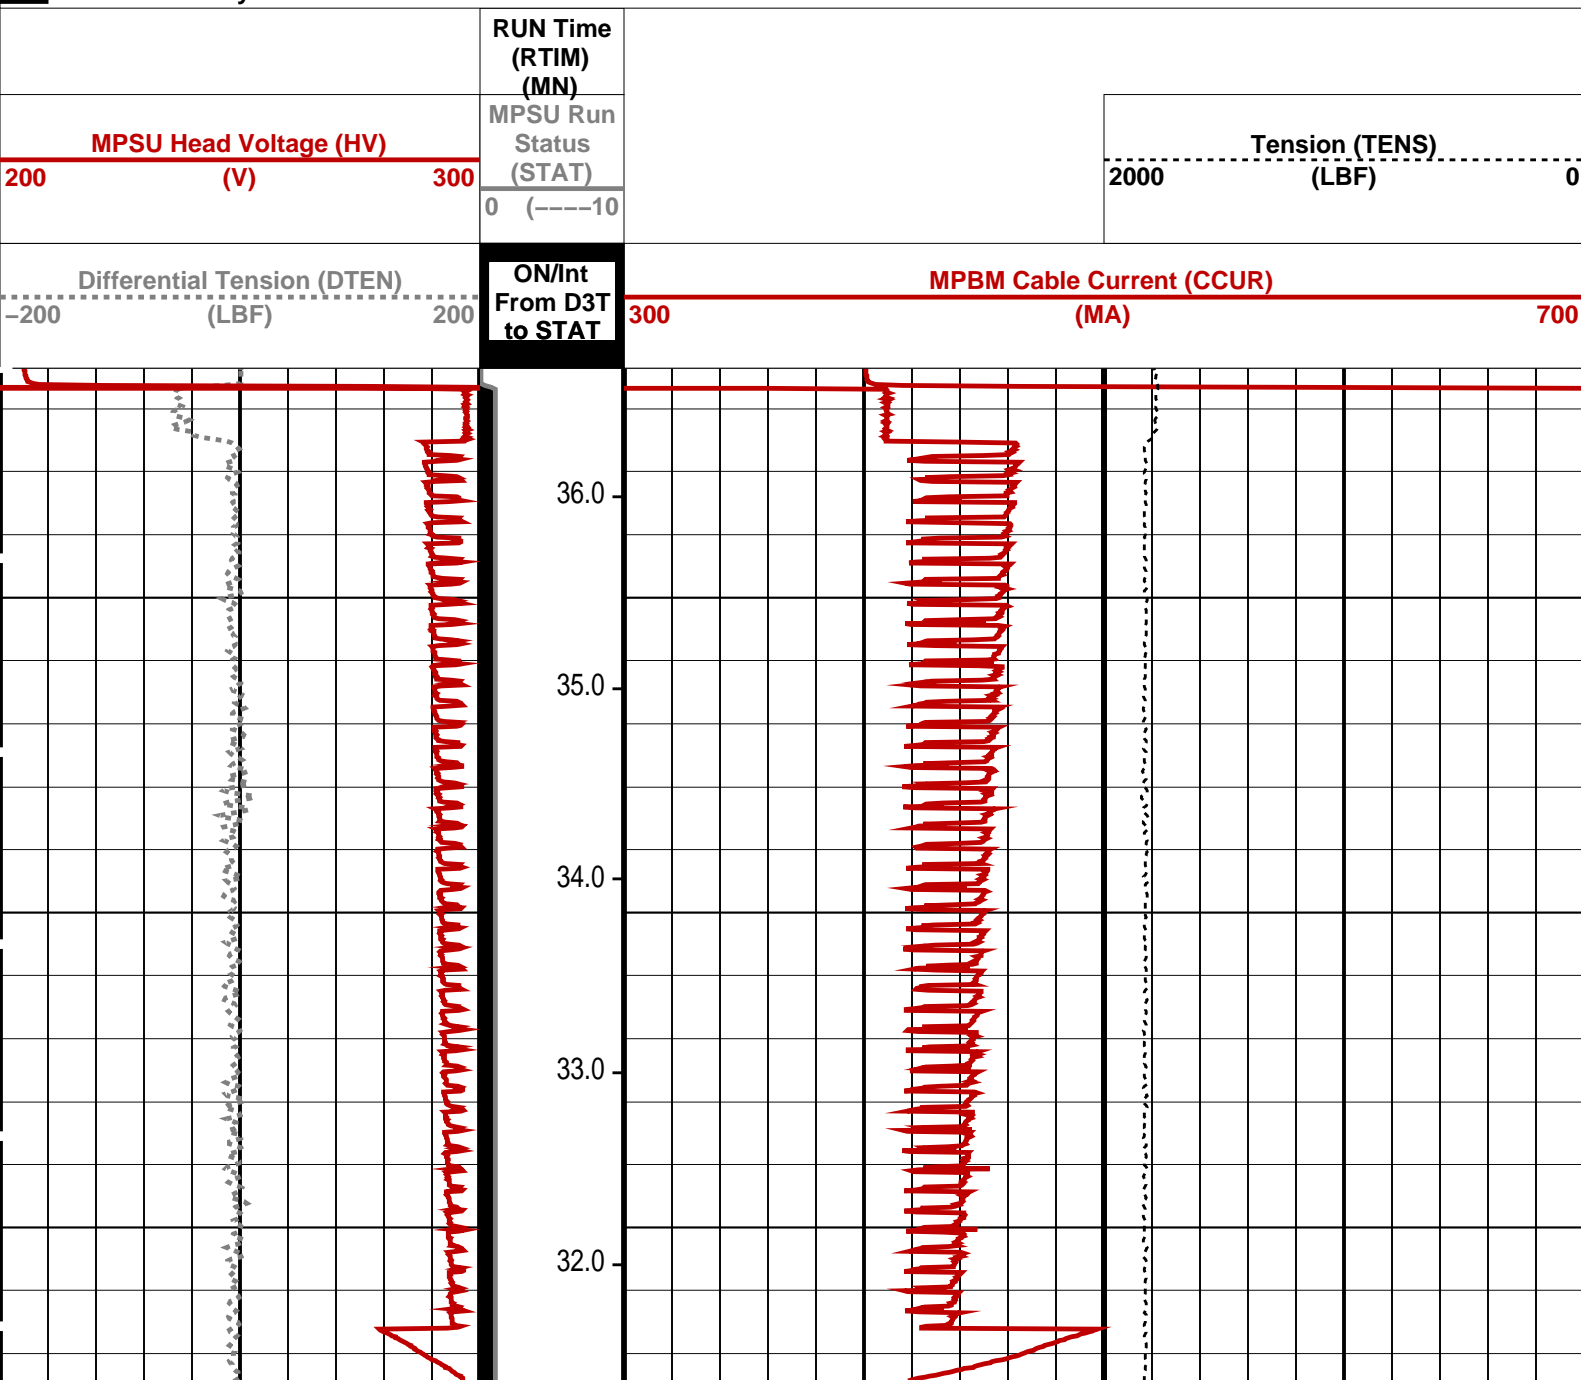 RUN Time
(RTIM)
(MN)
MPSU Head Voltage (HV)
200 (V) 300
MPSU Run
Status
(STAT)
0 (−−−−10
Tension (TENS)
2000 (LBF) 0
Differential Tension (DTEN)
−200 (LBF) 200
ON/Int
From D3T
to STAT
MPBM Cable Current (CCUR)
300 (MA) 700
36.0
35.0
34.0
33.0
32.0